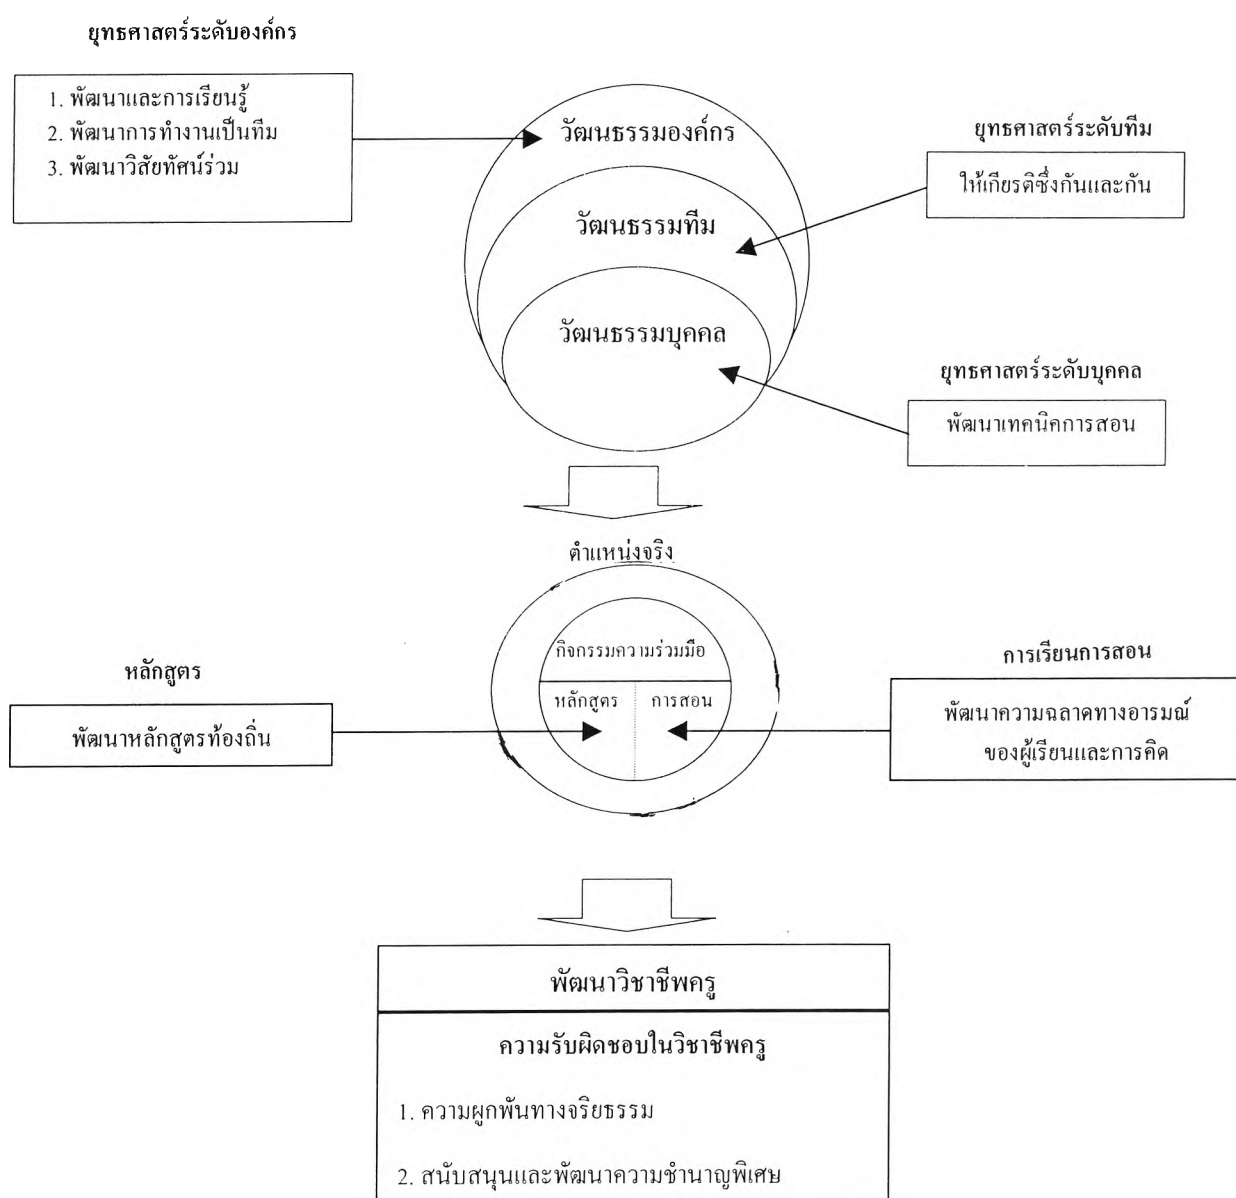 ยุทธศาสตร์ระดับองค์กร
1. พัฒนาและการเรียนรู้
2. พัฒนาการทำงานเป็นทีม
3. พัฒนาวิสัยทัศน์ร่วม
วัฒนธรรมองค์กร
ยุทธศาสตร์ระดับทีม
ให้เกียรติซึ่งกันและกัน
วัฒนธรรมทีม
วัฒนธรรมบุคคล
ยุทธศาสตร์ระดับบุคคล
พัฒนาเทคนิคการสอน
ตำแหน่งจริง
กิจกรรมความร่วมมือ
หลักสูตร
การสอน
หลักสูตร
พัฒนาหลักสูตรท้องถิ่น
การเรียนการสอน
พัฒนาความฉลาดทางอารมณ์
ของผู้เรียนและการคิด
พัฒนาวิชาชีพครู
ความรับผิดชอบในวิชาชีพครู
1. ความผูกพันทางจริยธรรม
2. สนับสนุนและพัฒนาความชำนาญพิเศษ